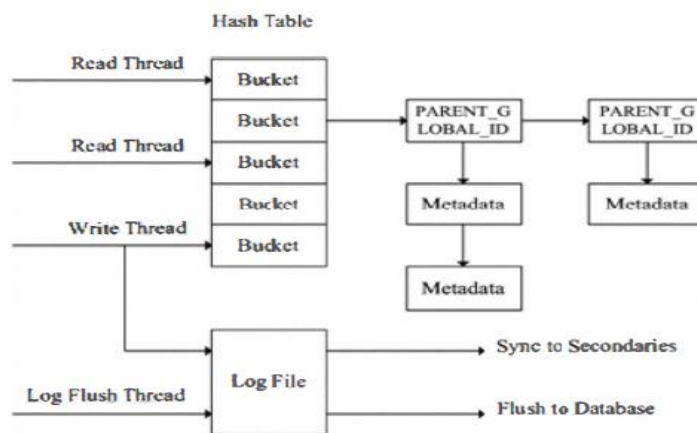 Hash Table
Read Thread
Bucket
Bucket
PARENT_G
LOBAL_ID
PARENT_G
LOBAL_ID
Read Thread
Bucket
Bucket
Metadata
Metadata
Write Thread
Bucket
Metadata
Sync to Secondaries
Log File
Log Flush Thread
Flush to Database